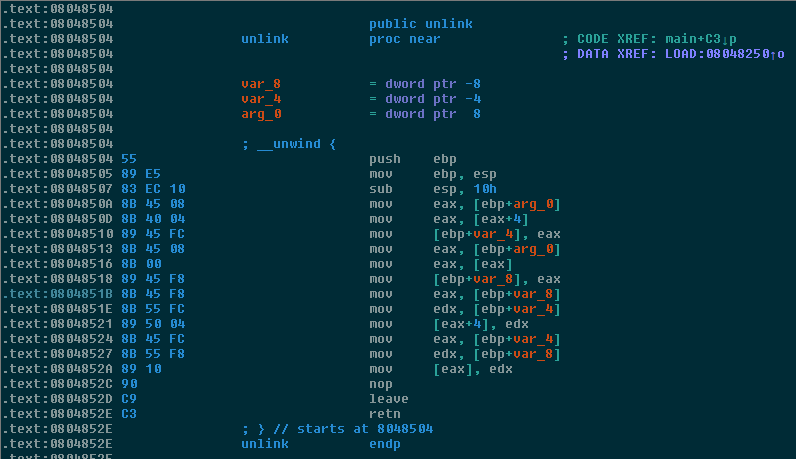 .text:08048504
.text:08048504 public unlink
.text:08048504 unlink proc near ; CODE XREF: main+C3↓p
.text:08048504 ; DATA XREF: LOAD:08048250↑o
.text:08048504
.text:08048504 var_8 = dword ptr -8
.text:08048504 var_4 = dword ptr -4
.text:08048504 arg_0 = dword ptr 8
.text:08048504
.text:08048504 ; __unwind {
.text:08048504 55 push ebp
.text:08048505 89 E5 mov ebp, esp
.text:08048507 83 EC 10 sub esp, 10h
.text:0804850A 8B 45 08 mov eax, [ebp+arg_0]
.text:0804850D 8B 40 04 mov eax, [eax+4]
.text:08048510 89 45 FC mov [ebp+var_4], eax
.text:08048513 8B 45 08 mov eax, [ebp+arg_0]
.text:08048516 8B 00 mov eax, [eax]
.text:08048518 89 45 F8 mov [ebp+var_8], eax
.text:0804851B 8B 45 F8 mov eax, [ebp+var_8]
.text:0804851E 8B 55 FC mov edx, [ebp+var_4]
.text:08048521 89 50 04 mov [eax+4], edx
.text:08048524 8B 45 FC mov eax, [ebp+var_4]
.text:08048527 8B 55 F8 mov edx, [ebp+var_8]
.text:0804852A 89 10 mov [eax], edx
.text:0804852C 90 nop
.text:0804852D C9 leave
.text:0804852E C3 retn
.text:0804852E ; } // starts at 8048504
.text:0804852E unlink endp
.text:0804852E